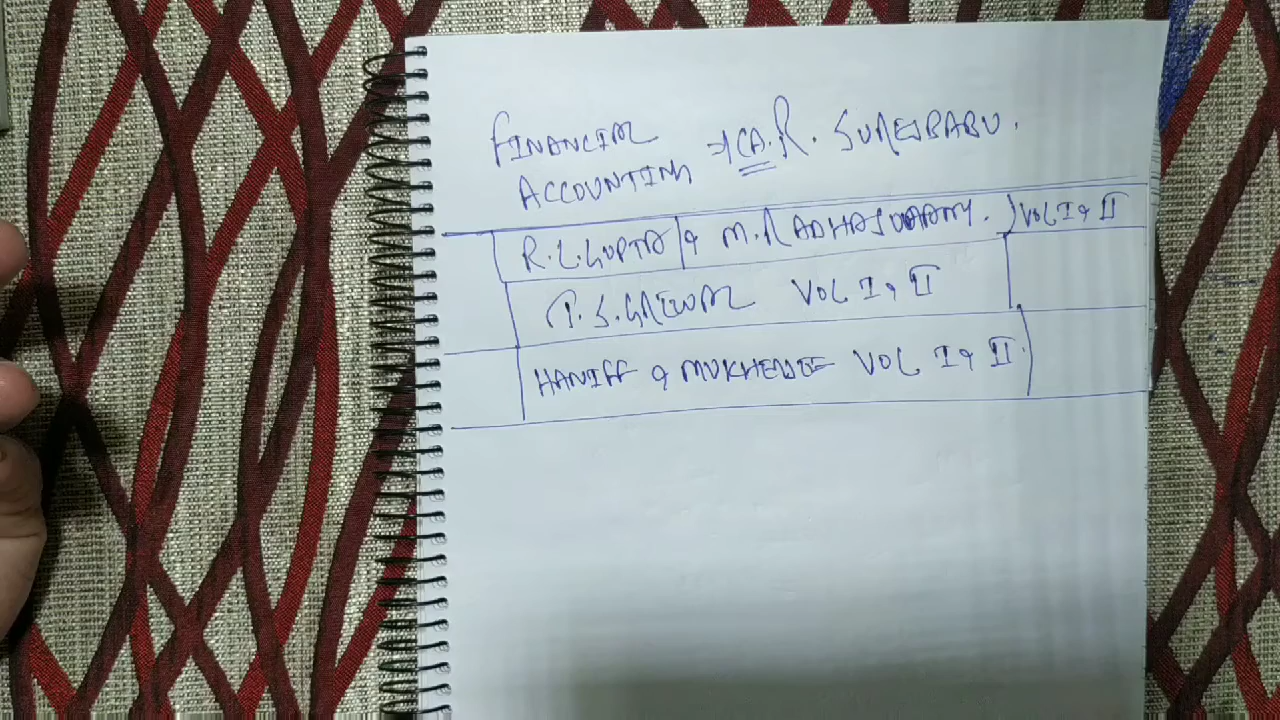 FINANCIAL
ACCOUNTING → CA. R. SURESBABU.
R.L. GUPTA & M. RADHASWAMY. VOL I & II
T. S. GREWAL VOL I & II
HANIFF & MUKHERJEE VOL I & II.